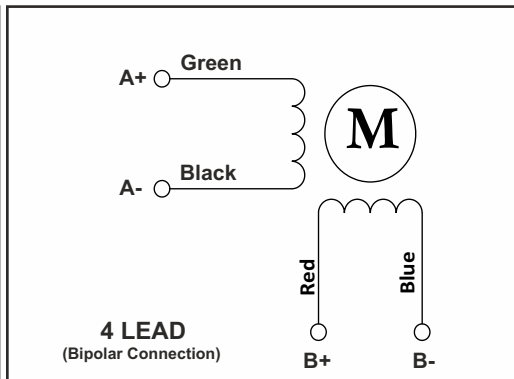 A+ Green
M
A- Black
Red
Blue
4 LEAD
(Bipolar Connection)
B+ B-